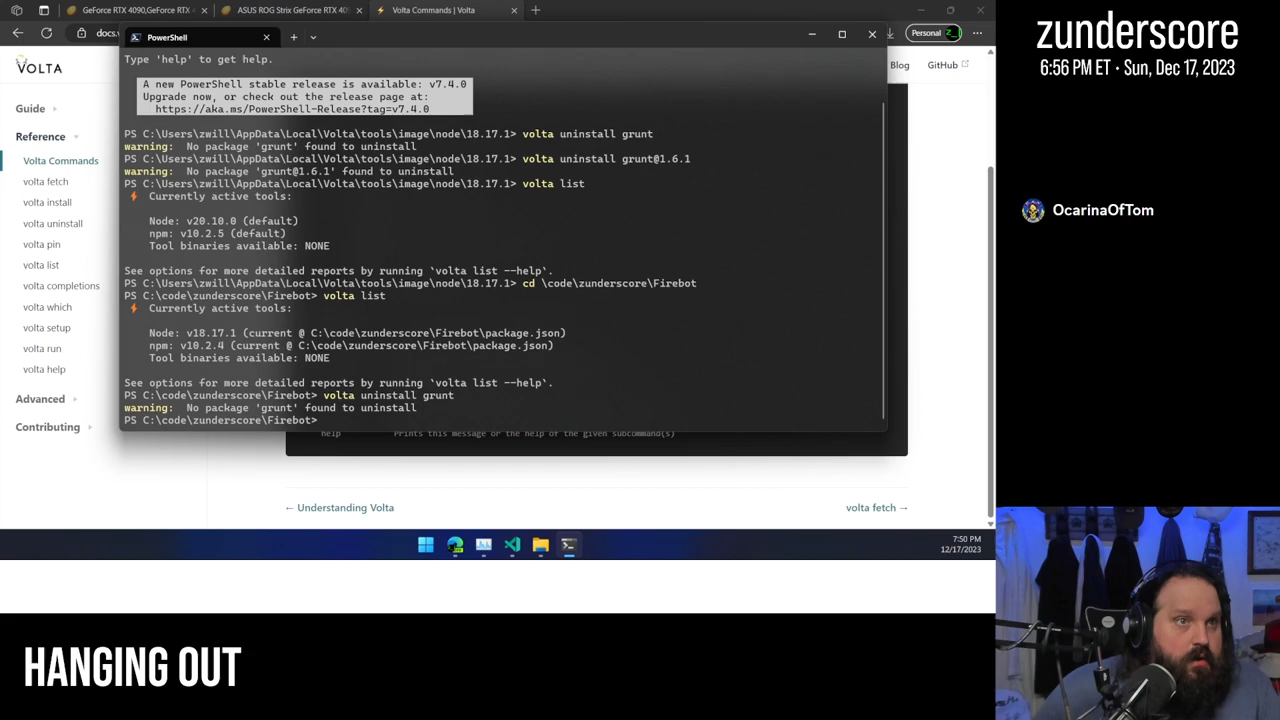 GeForce RTX 4090,GeForce RTX
ASUS ROG Strix GeForce RTX 409
Volta Commands | Volta
zunderscore
6:56 PM ET • Sun, Dec 17, 2023
docs.v
PowerShell
Personal
VOLTA
Blog
GitHub
Guide
Reference
Volta Commands
volta fetch
volta install
volta uninstall
volta pin
volta list
volta completions
volta which
volta setup
volta run
volta help
Advanced
Contributing
Type 'help' to get help.
A new PowerShell stable release is available: v7.4.0
Upgrade now, or check out the release page at:
https://aka.ms/PowerShell-Release?tag=v7.4.0
PS C:\Users\zwill\AppData\Local\Volta\tools\image\node\18.17.1> volta uninstall grunt
warning: No package 'grunt' found to uninstall
PS C:\Users\zwill\AppData\Local\Volta\tools\image\node\18.17.1> volta uninstall grunt@1.6.1
warning: No package 'grunt@1.6.1' found to uninstall
PS C:\Users\zwill\AppData\Local\Volta\tools\image\node\18.17.1> volta list
⚡ Currently active tools:
Node: v20.10.0 (default)
npm: v10.2.5 (default)
Tool binaries available: NONE
See options for more detailed reports by running `volta list --help`.
PS C:\Users\zwill\AppData\Local\Volta\tools\image\node\18.17.1> cd \code\zunderscore\Firebot
PS C:\code\zunderscore\Firebot> volta list
⚡ Currently active tools:
Node: v18.17.1 (current @ C:\code\zunderscore\Firebot\package.json)
npm: v10.2.4 (current @ C:\code\zunderscore\Firebot\package.json)
Tool binaries available: NONE
See options for more detailed reports by running `volta list --help`.
PS C:\code\zunderscore\Firebot> volta uninstall grunt
warning: No package 'grunt' found to uninstall
PS C:\code\zunderscore\Firebot>
help Prints this message or the help of the given subcommand(s)
← Understanding Volta
volta fetch →
OcarinaOfTom
7:50 PM
12/17/2023
HANGING OUT